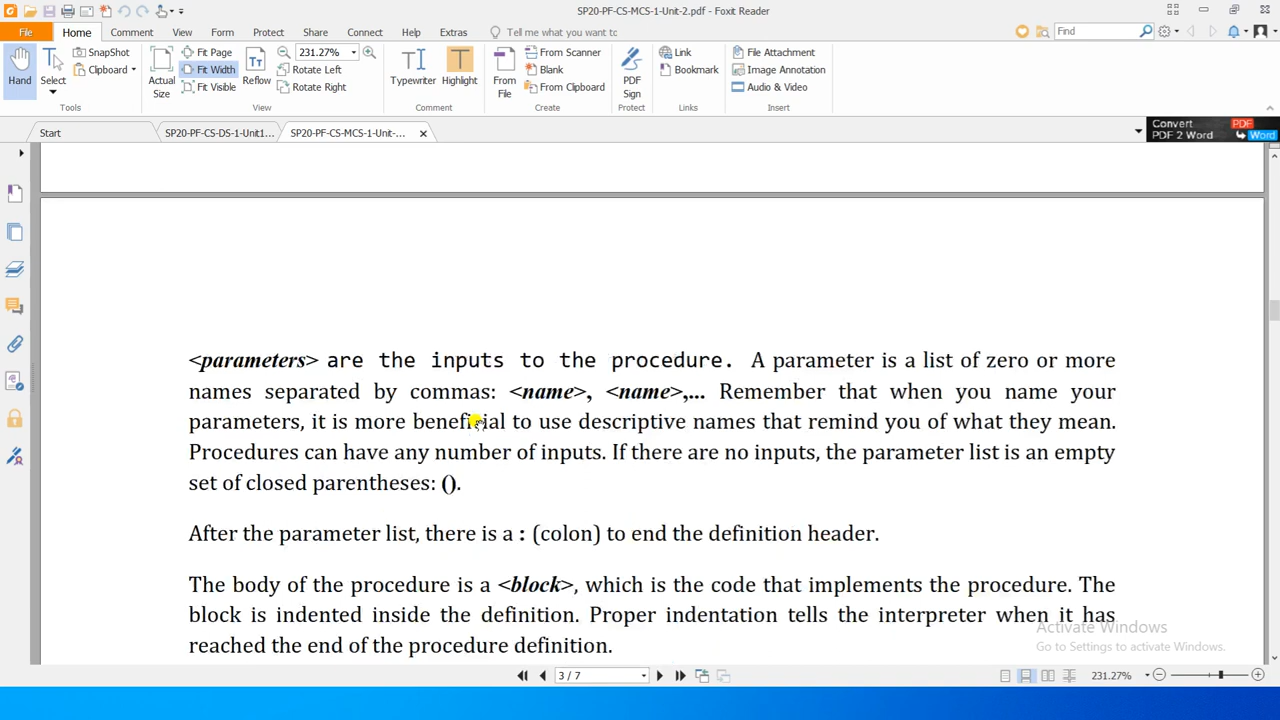 SP20-PF-CS-MCS-1-Unit-2.pdf - Foxit Reader
File Home Comment View Form Protect Share Connect Help Extras Tell me what you want tc Find
Hand
Select
SnapShot
Clipboard
Tools
Actual Size
Fit Page
Fit Width
Fit Visible
Reflow
231.27%
Rotate Left
Rotate Right
View
Typewriter
Highlight
Comment
From File
From Scanner
Blank
From Clipboard
Create
PDF Sign
Protect
Link
Bookmark
Links
File Attachment
Image Annotation
Audio & Video
Insert
Start SP20-PF-CS-DS-1-Unit1... SP20-PF-CS-MCS-1-Unit-...
Convert PDF
PDF 2 Word Word
<parameters> are the inputs to the procedure. A parameter is a list of zero or more
names separated by commas: <name>, <name>,... Remember that when you name your
parameters, it is more beneficial to use descriptive names that remind you of what they mean.
Procedures can have any number of inputs. If there are no inputs, the parameter list is an empty
set of closed parentheses: ().
After the parameter list, there is a : (colon) to end the definition header.
The body of the procedure is a <block>, which is the code that implements the procedure. The
block is indented inside the definition. Proper indentation tells the interpreter when it has
reached the end of the procedure definition.
Activate Windows
Go to Settings to activate Windows.
3 / 7
231.27%